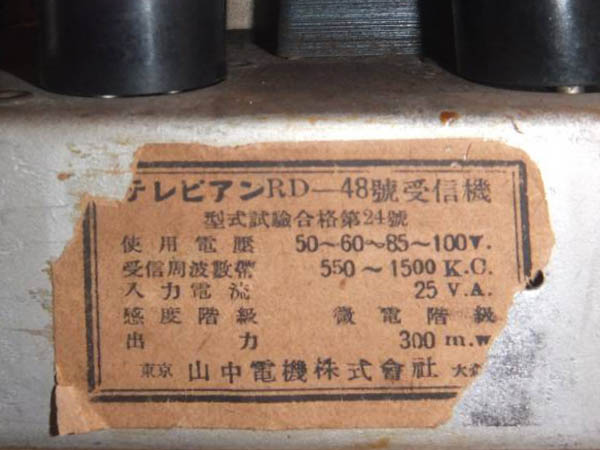 テレビアンRD—48號受信機
型式試驗合格第24號
使用電壓 50~60~85~100V.
受信周波數帶 550~1500 K.C.
入力電流 25 V.A.
感度階級 微電階級
出力 300 m.w
東京 山中電機株式會社 大森